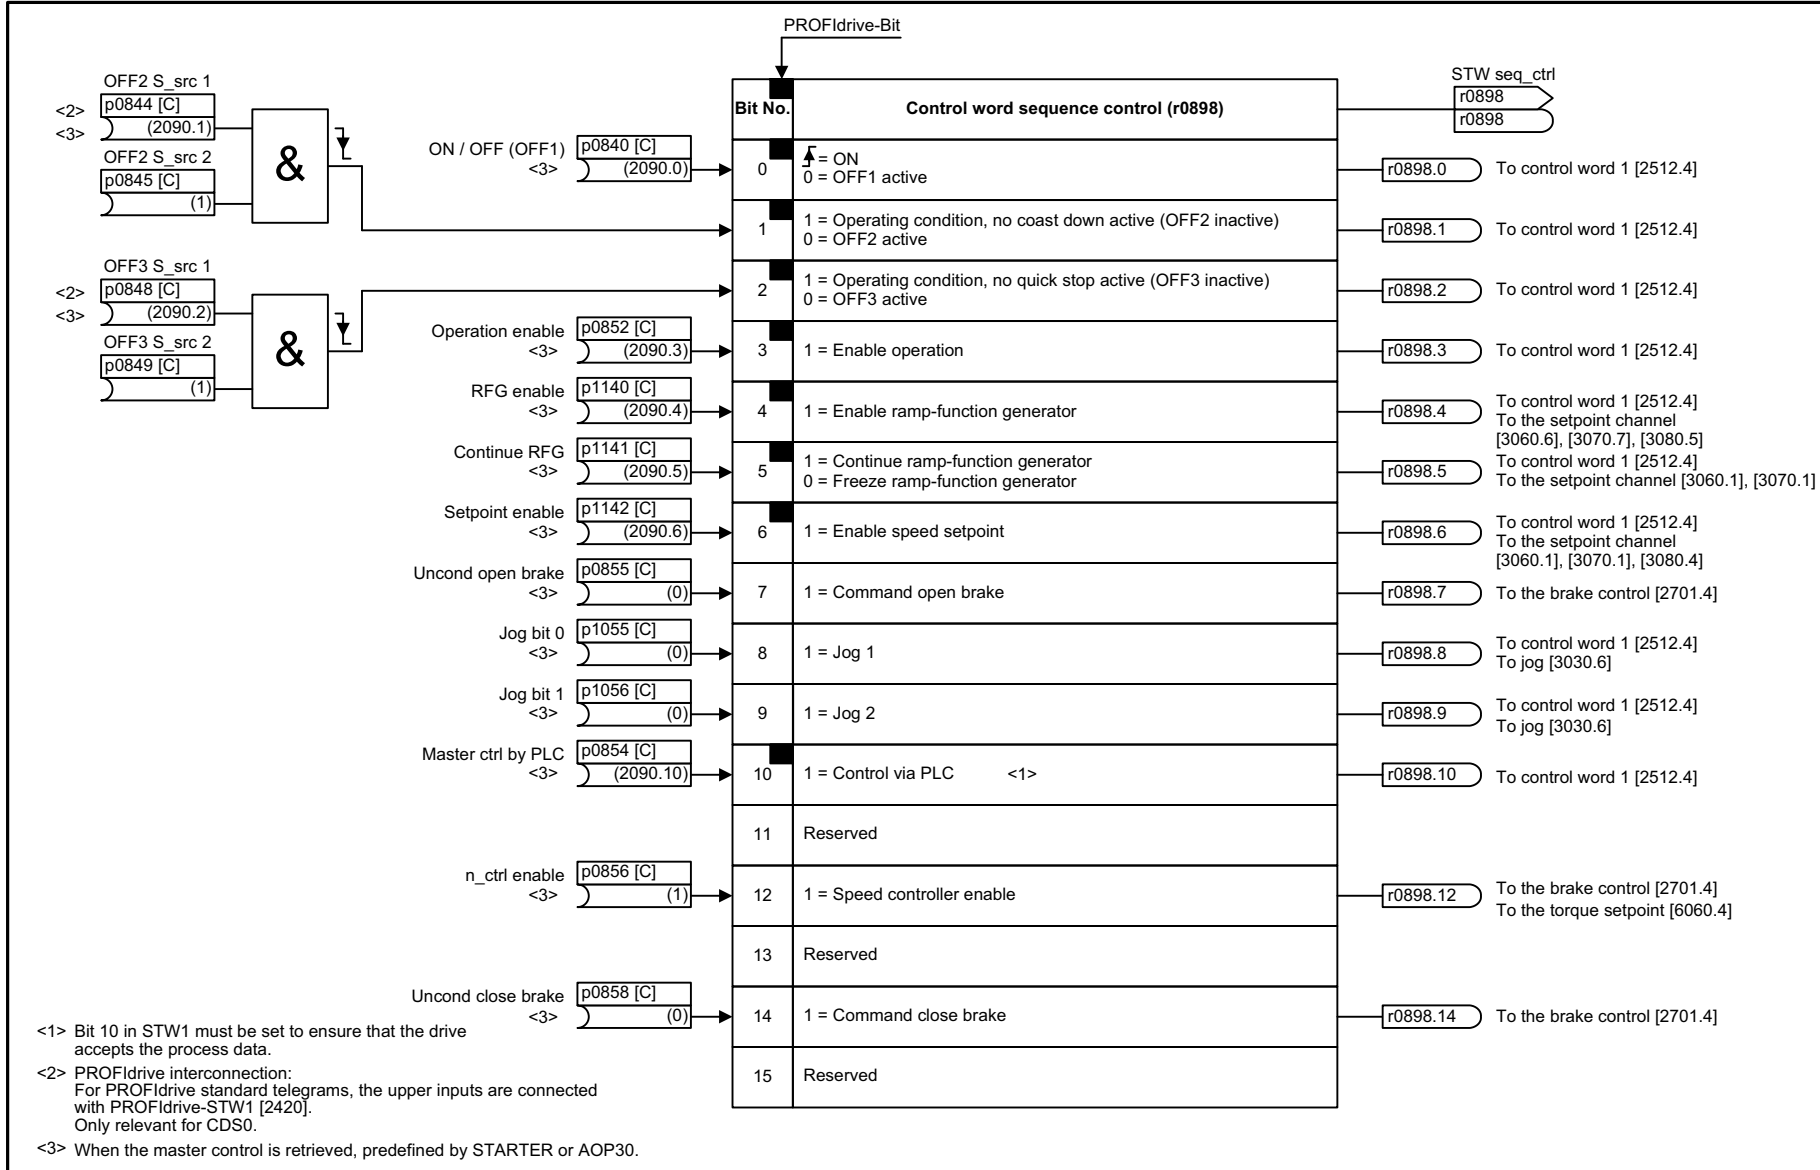 PROFIdrive-Bit
OFF2 S_src 1
<2>
p0844 [C]
<3>
(2090.1)
OFF2 S_src 2
p0845 [C]
(1)
&
OFF3 S_src 1
<2>
p0848 [C]
<3>
(2090.2)
OFF3 S_src 2
p0849 [C]
(1)
&
STW seq_ctrl
r0898
r0898
Bit No.
Control word sequence control (r0898)
ON / OFF (OFF1)
<3>
p0840 [C]
(2090.0)
0
= ON
0 = OFF1 active
r0898.0
To control word 1 [2512.4]
1
1 = Operating condition, no coast down active (OFF2 inactive)
0 = OFF2 active
r0898.1
To control word 1 [2512.4]
2
1 = Operating condition, no quick stop active (OFF3 inactive)
0 = OFF3 active
r0898.2
To control word 1 [2512.4]
Operation enable
<3>
p0852 [C]
(2090.3)
3
1 = Enable operation
r0898.3
To control word 1 [2512.4]
RFG enable
<3>
p1140 [C]
(2090.4)
4
1 = Enable ramp-function generator
r0898.4
To control word 1 [2512.4]
To the setpoint channel
[3060.6], [3070.7], [3080.5]
Continue RFG
<3>
p1141 [C]
(2090.5)
5
1 = Continue ramp-function generator
0 = Freeze ramp-function generator
r0898.5
To control word 1 [2512.4]
To the setpoint channel [3060.1], [3070.1]
Setpoint enable
<3>
p1142 [C]
(2090.6)
6
1 = Enable speed setpoint
r0898.6
To control word 1 [2512.4]
To the setpoint channel
[3060.1], [3070.1], [3080.4]
Uncond open brake
<3>
p0855 [C]
(0)
7
1 = Command open brake
r0898.7
To the brake control [2701.4]
Jog bit 0
<3>
p1055 [C]
(0)
8
1 = Jog 1
r0898.8
To control word 1 [2512.4]
To jog [3030.6]
Jog bit 1
<3>
p1056 [C]
(0)
9
1 = Jog 2
r0898.9
To control word 1 [2512.4]
To jog [3030.6]
Master ctrl by PLC
<3>
p0854 [C]
(2090.10)
10
1 = Control via PLC <1>
r0898.10
To control word 1 [2512.4]
11
Reserved
n_ctrl enable
<3>
p0856 [C]
(1)
12
1 = Speed controller enable
r0898.12
To the brake control [2701.4]
To the torque setpoint [6060.4]
13
Reserved
Uncond close brake
<3>
p0858 [C]
(0)
14
1 = Command close brake
r0898.14
To the brake control [2701.4]
15
Reserved
<1> Bit 10 in STW1 must be set to ensure that the drive
accepts the process data.
<2> PROFIdrive interconnection:
For PROFIdrive standard telegrams, the upper inputs are connected
with PROFIdrive-STW1 [2420].
Only relevant for CDS0.
<3> When the master control is retrieved, predefined by STARTER or AOP30.